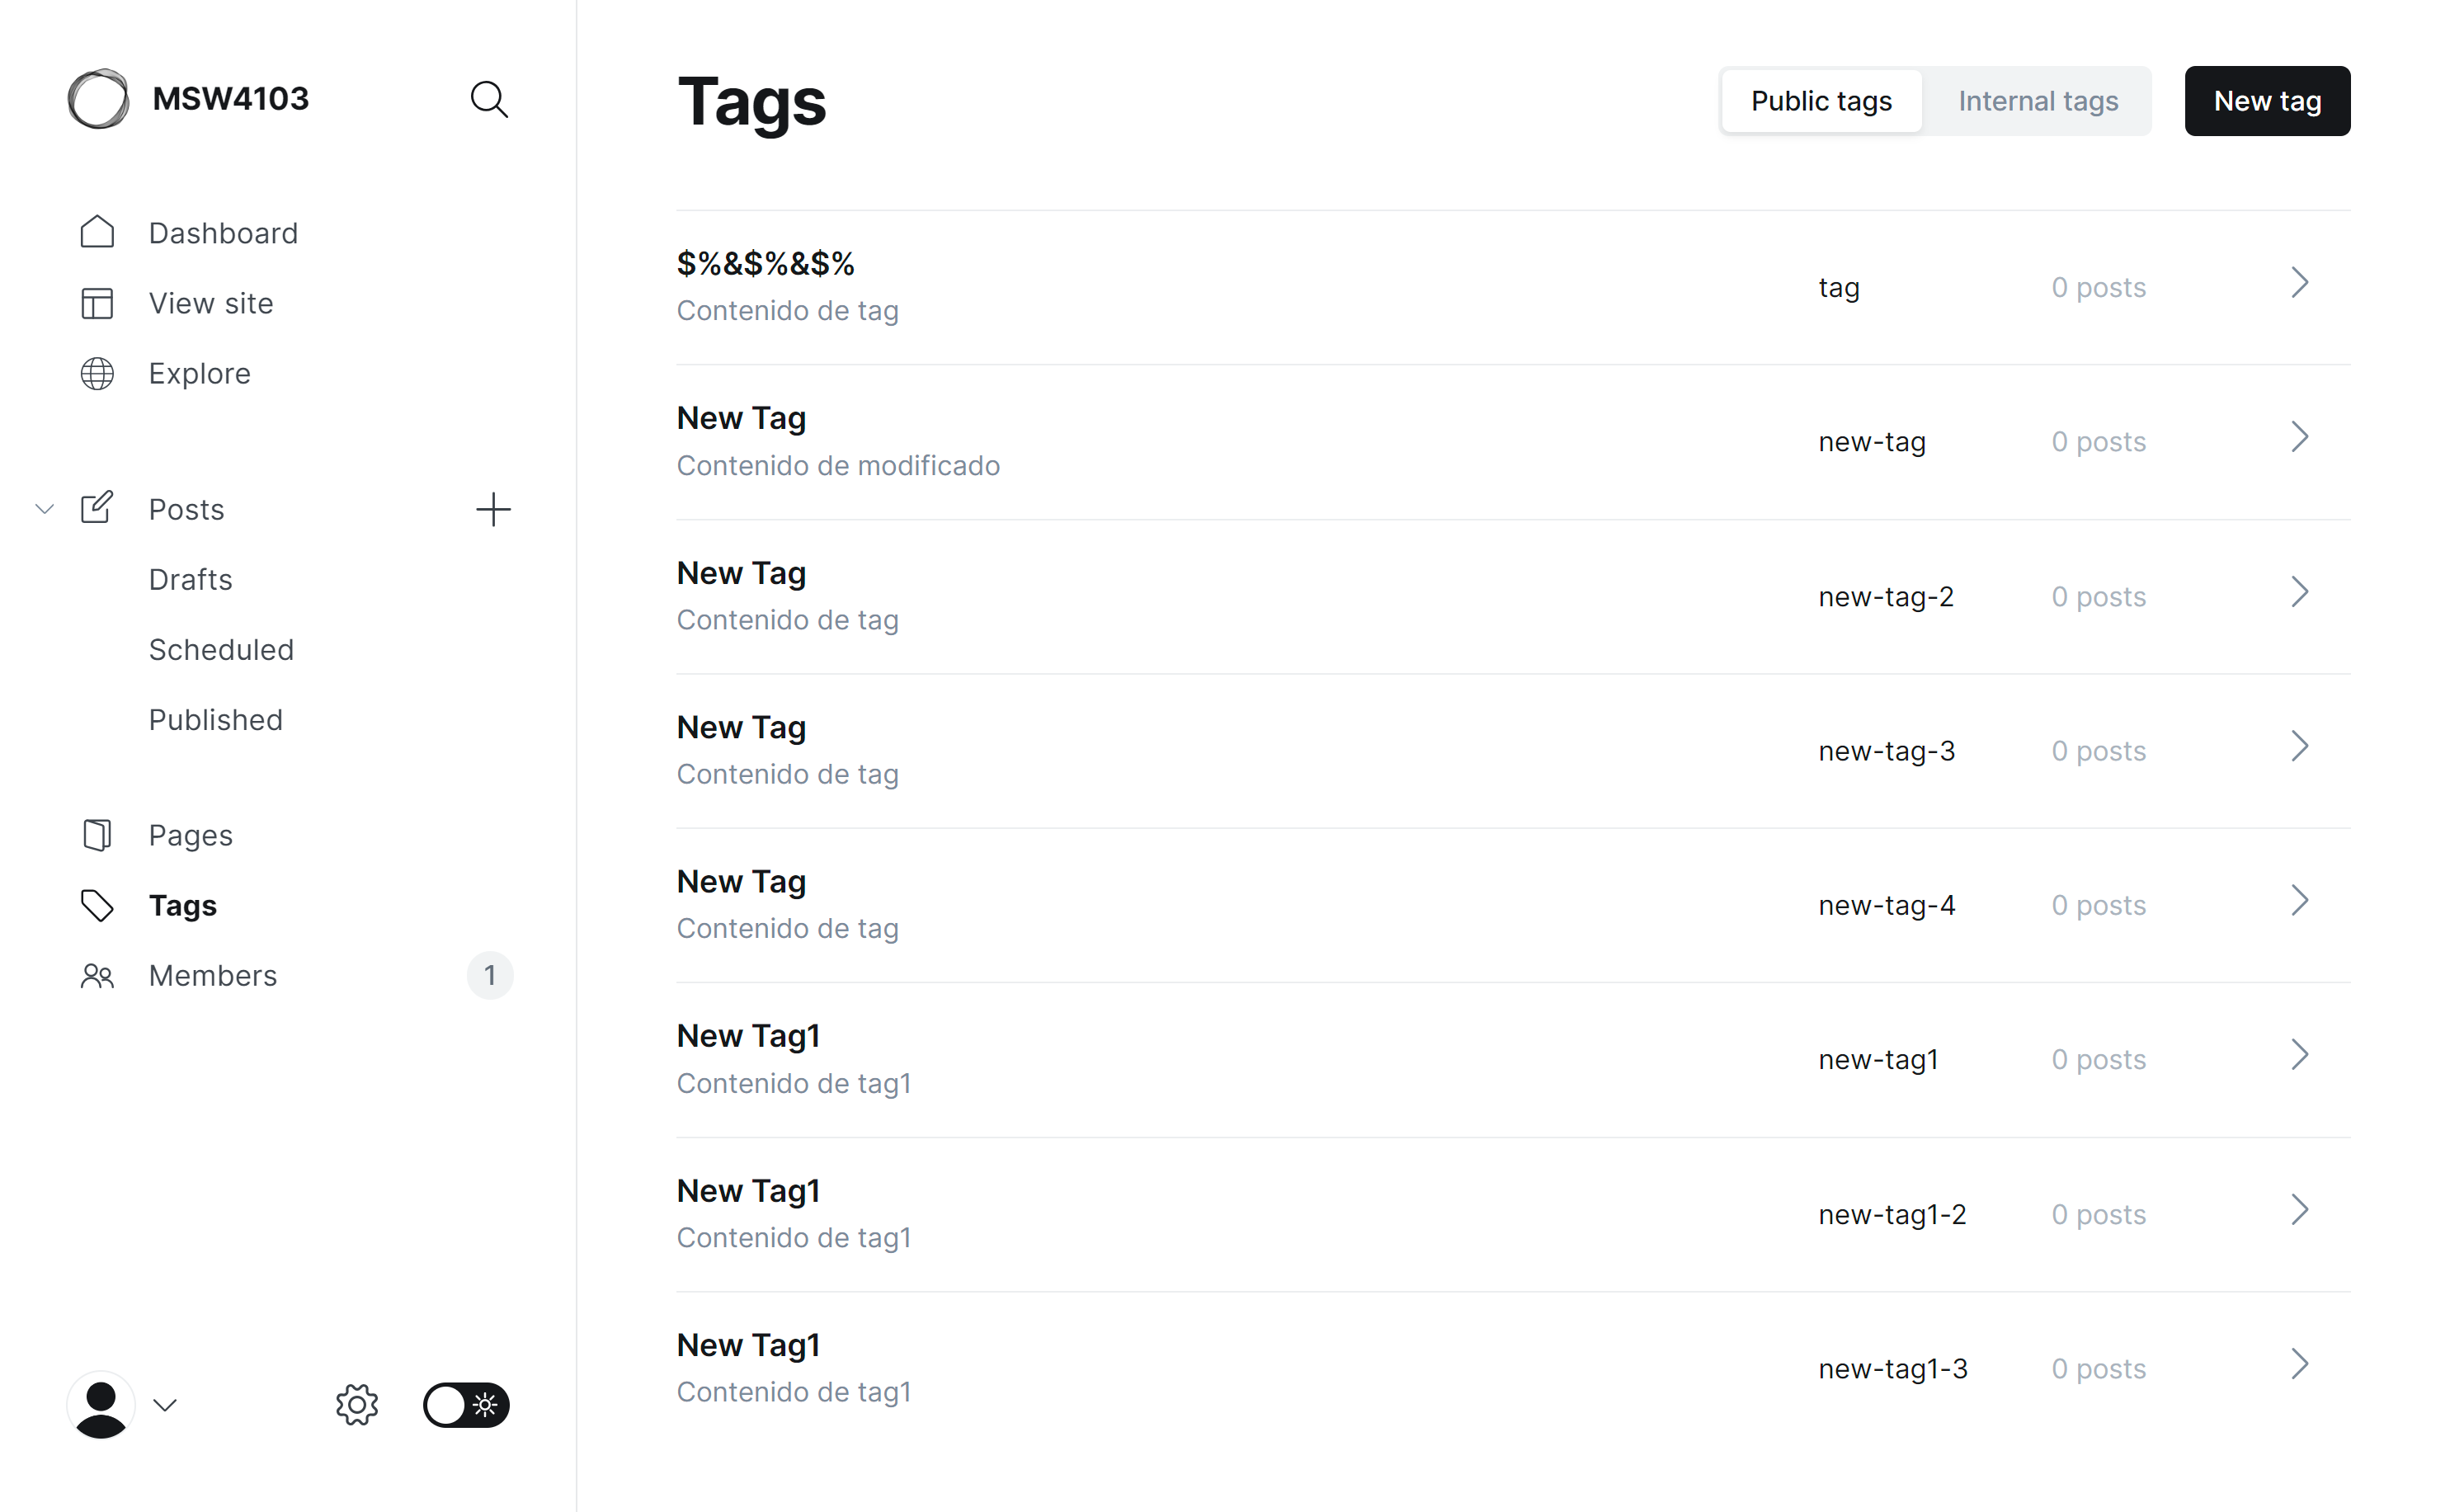 MSW4103
Dashboard
View site
Explore
Posts
Drafts
Scheduled
Published
Pages
Tags
Members 1
Tags
Public tags Internal tags New tag
$%&$%&$%
Contenido de tag
tag 0 posts
New Tag
Contenido de modificado
new-tag 0 posts
New Tag
Contenido de tag
new-tag-2 0 posts
New Tag
Contenido de tag
new-tag-3 0 posts
New Tag
Contenido de tag
new-tag-4 0 posts
New Tag1
Contenido de tag1
new-tag1 0 posts
New Tag1
Contenido de tag1
new-tag1-2 0 posts
New Tag1
Contenido de tag1
new-tag1-3 0 posts